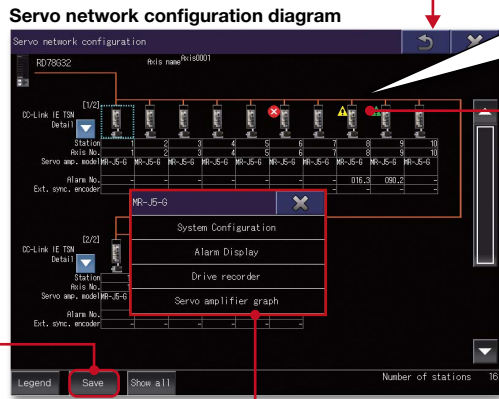 Servo network configuration diagram
Servo network configuration
RD78G32
Axis name Axis0001
CC-Link IE TSN [1/2]
Detail
Station 1 2 3 4 5 6 7 8 9 10
Axis No. 1 2 3 4 5 6 7 8 9 10
Servo amp. model MR-J5-G MR-J5-G MR-J5-G MR-J5-G MR-J5-G MR-J5-G MR-J5-G MR-J5-G MR-J5-G MR-J5-G
Alarm No. - - - - - - - 016.3 090.2 -
Ext. sync. encoder - - - - - - - - - -
MR-J5-G
System Configuration
Alarm Display
Drive recorder
Servo amplifier graph
CC-Link IE TSN [2/2]
Detail
Station 1
Axis No. 1
Servo amp. model MR-J5-G
Alarm No. -
Ext. sync. encoder - - - - - -
Legend Save Show all
Number of stations 16